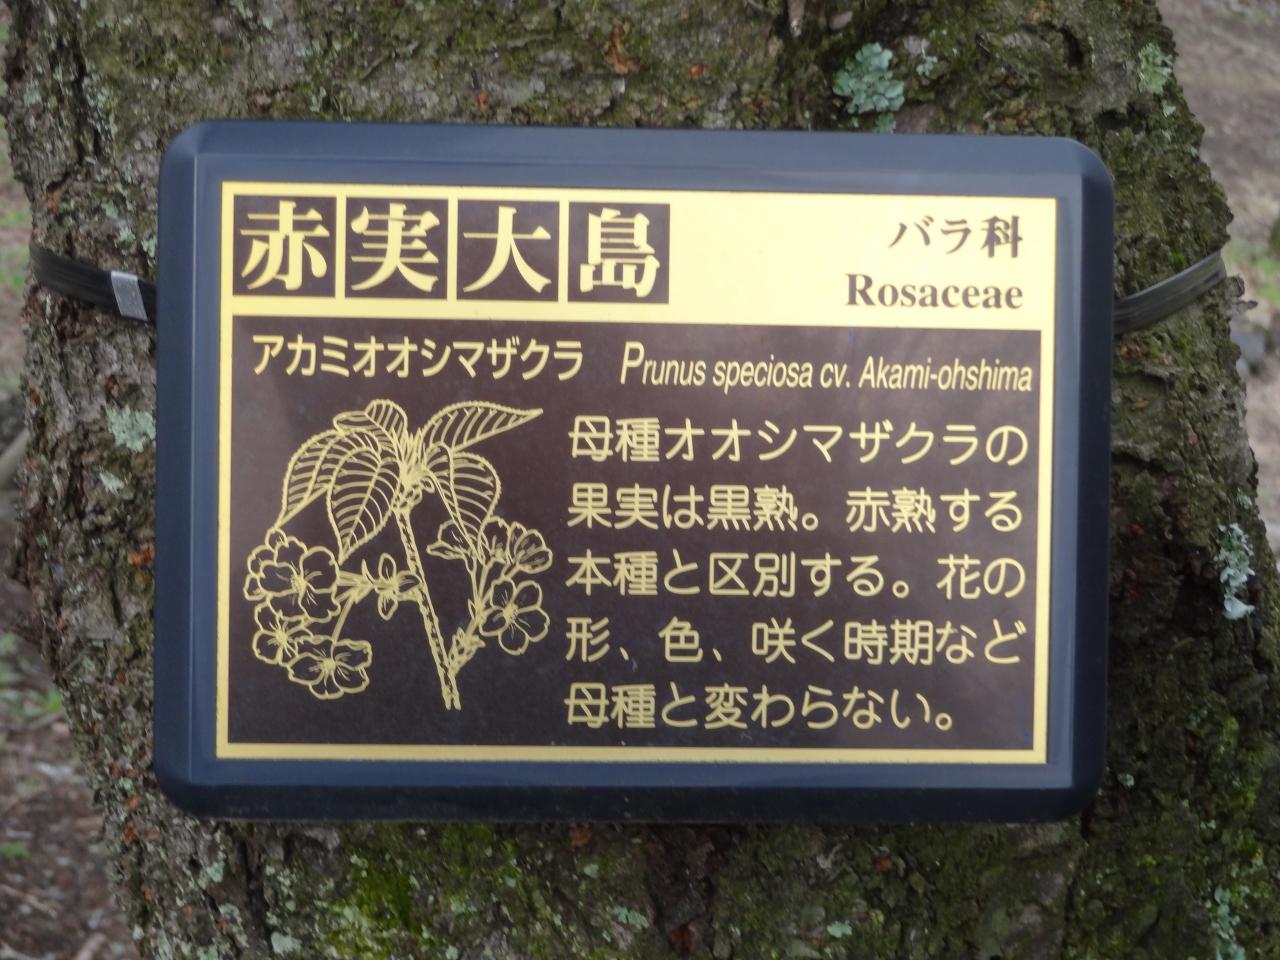 赤実大島
バラ科
Rosaceae
アカミオオシマザクラ Prunus speciosa cv. Akami-ohshima
母種オオシマザクラの
果実は黒熟。赤熟する
本種と区別する。花の
形、色、咲く時期など
母種と変わらない。